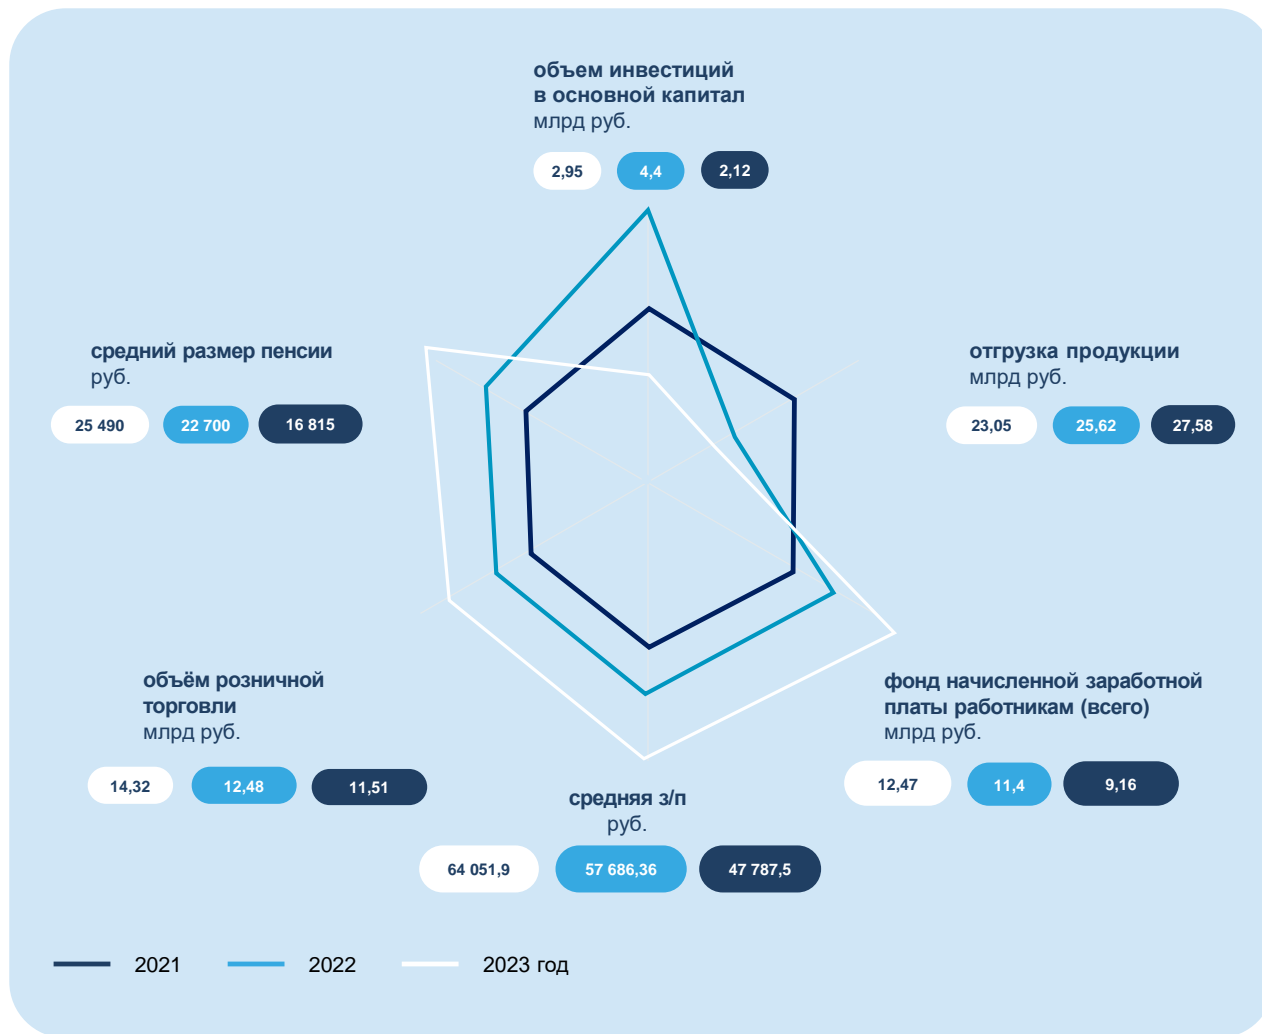 объем инвестиций
в основной капитал
млрд руб.
2,95 4,4 2,12
средний размер пенсии
руб.
25 490 22 700 16 815
отгрузка продукции
млрд руб.
23,05 25,62 27,58
объём розничной
торговли
млрд руб.
14,32 12,48 11,51
фонд начисленной заработной
платы работникам (всего)
млрд руб.
12,47 11,4 9,16
средняя з/п
руб.
64 051,9 57 686,36 47 787,5
2021 2022 2023 год